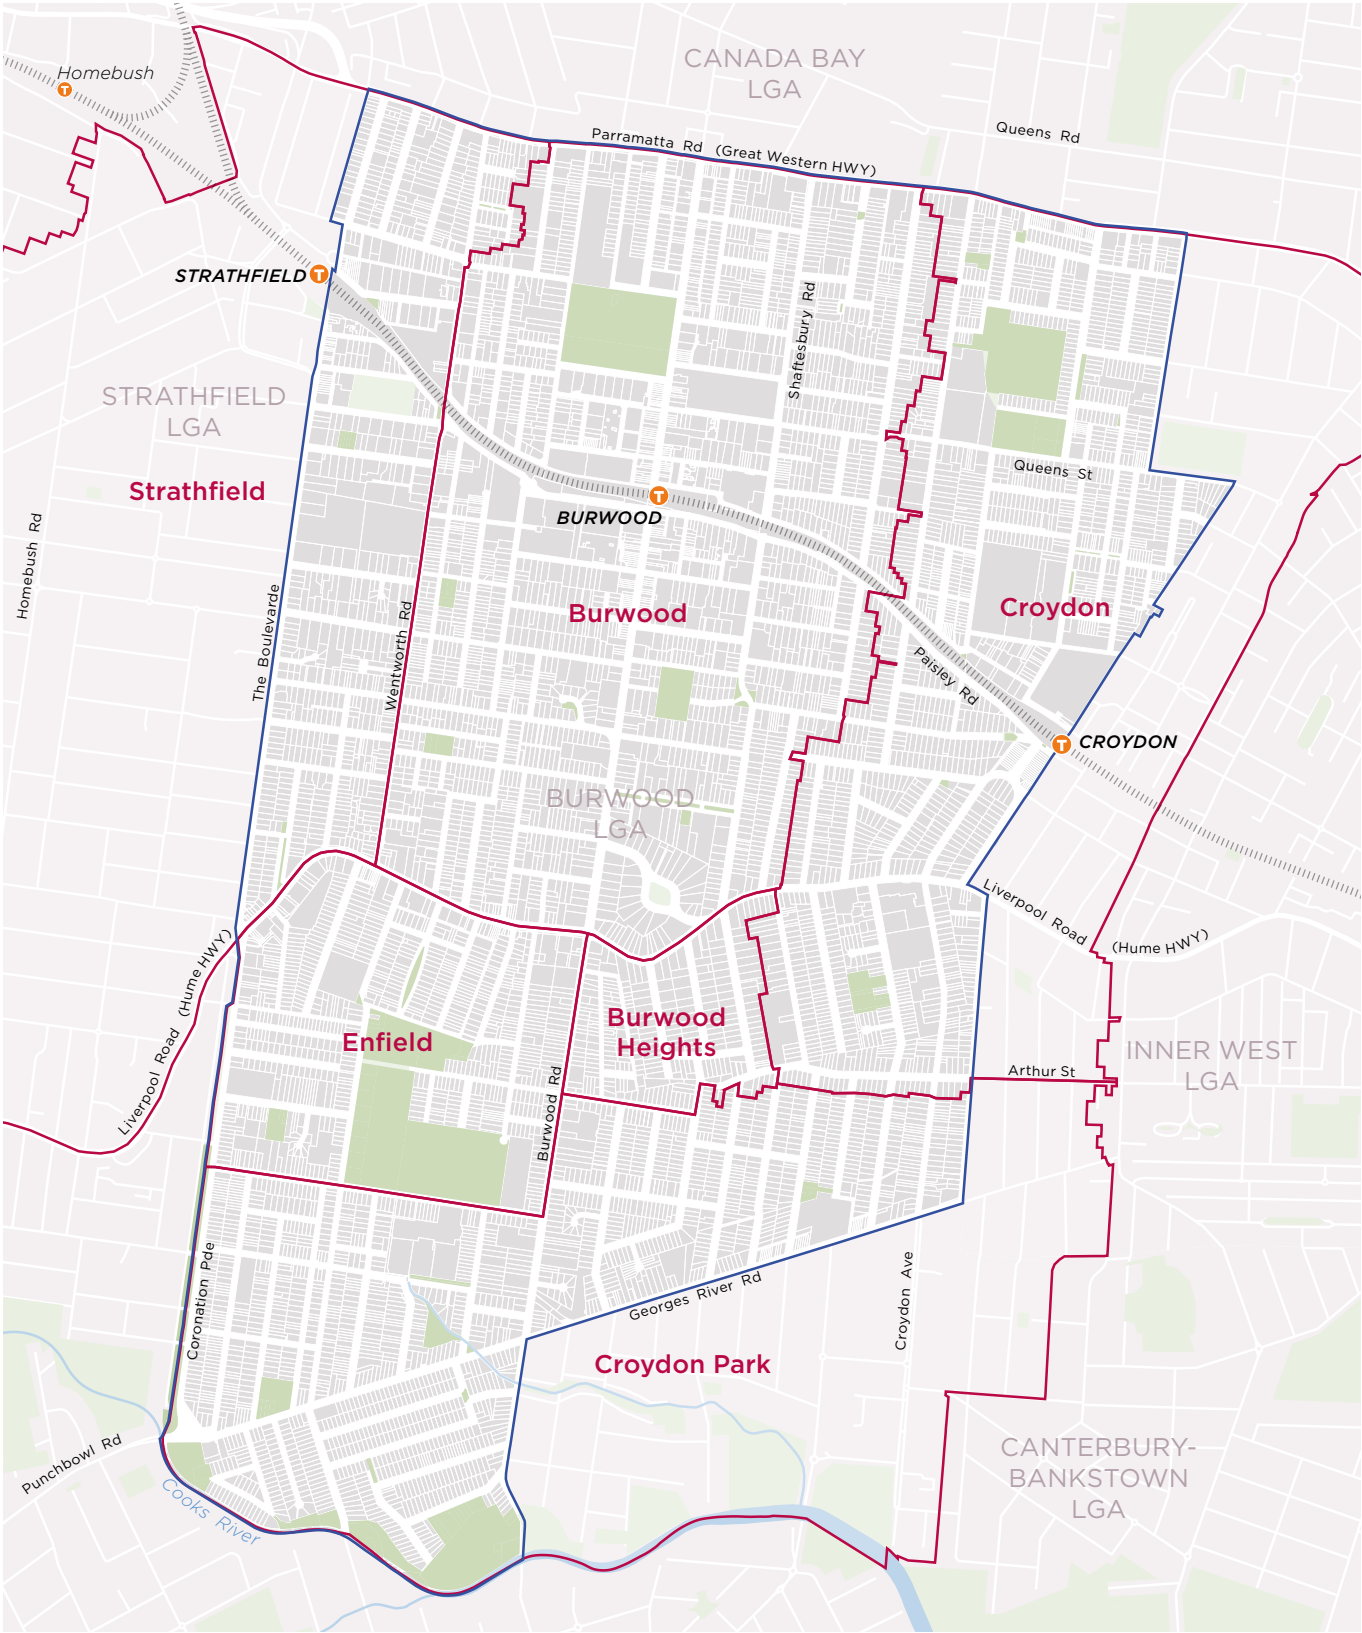 CANADA BAY
LGA
Homebush
T
Queens Rd
Parramatta Rd (Great Western HWY)
STRATHFIELD T
Shaftesbury Rd
STRATHFIELD
LGA
Strathfield
Queens St
T
BURWOOD
Homebush Rd
The Boulevarde
Wentworth Rd
Burwood
Croydon
Paisley Rd
T CROYDON
BURWOOD
LGA
Liverpool Road (Hume HWY)
Liverpool Road (Hume HWY)
Enfield
Burwood
Heights
INNER WEST
LGA
Arthur St
Burwood Rd
Coronation Pde
Georges River Rd
Croydon Ave
Croydon Park
Punchbowl Rd
Cooks River
CANTERBURY-
BANKSTOWN
LGA